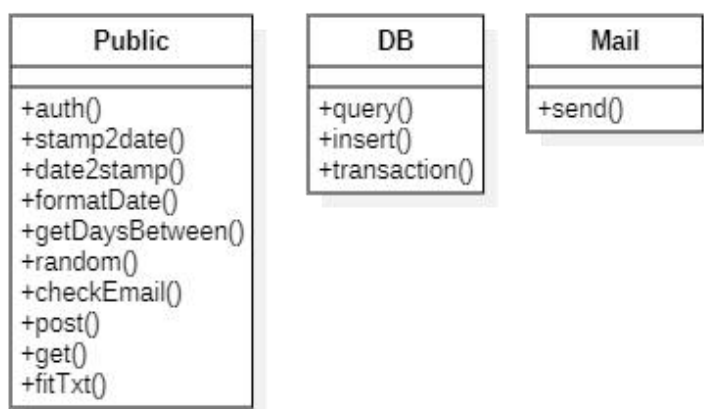 Public
+auth()
+stamp2date()
+date2stamp()
+formatDate()
+getDaysBetween()
+random()
+checkEmail()
+post()
+get()
+fitTxt()
DB
+query()
+insert()
+transaction()
Mail
+send()